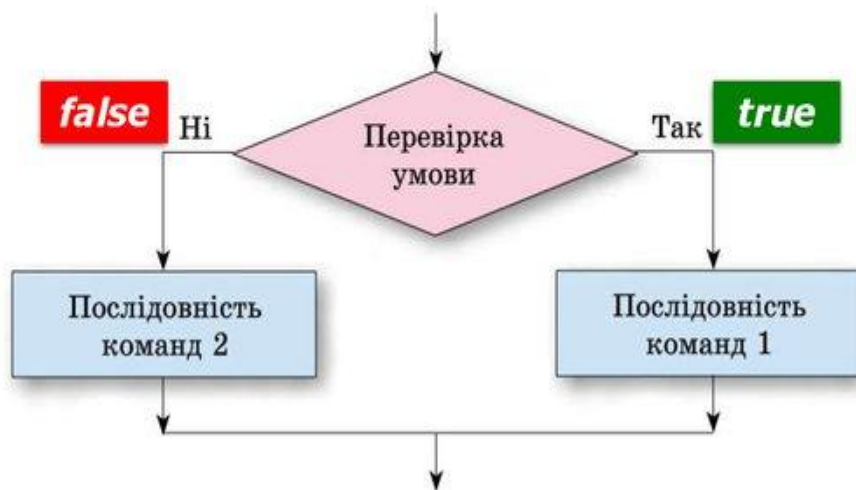 false
Ні
Перевірка
умови
Так
true
Послідовність
команд 2
Послідовність
команд 1